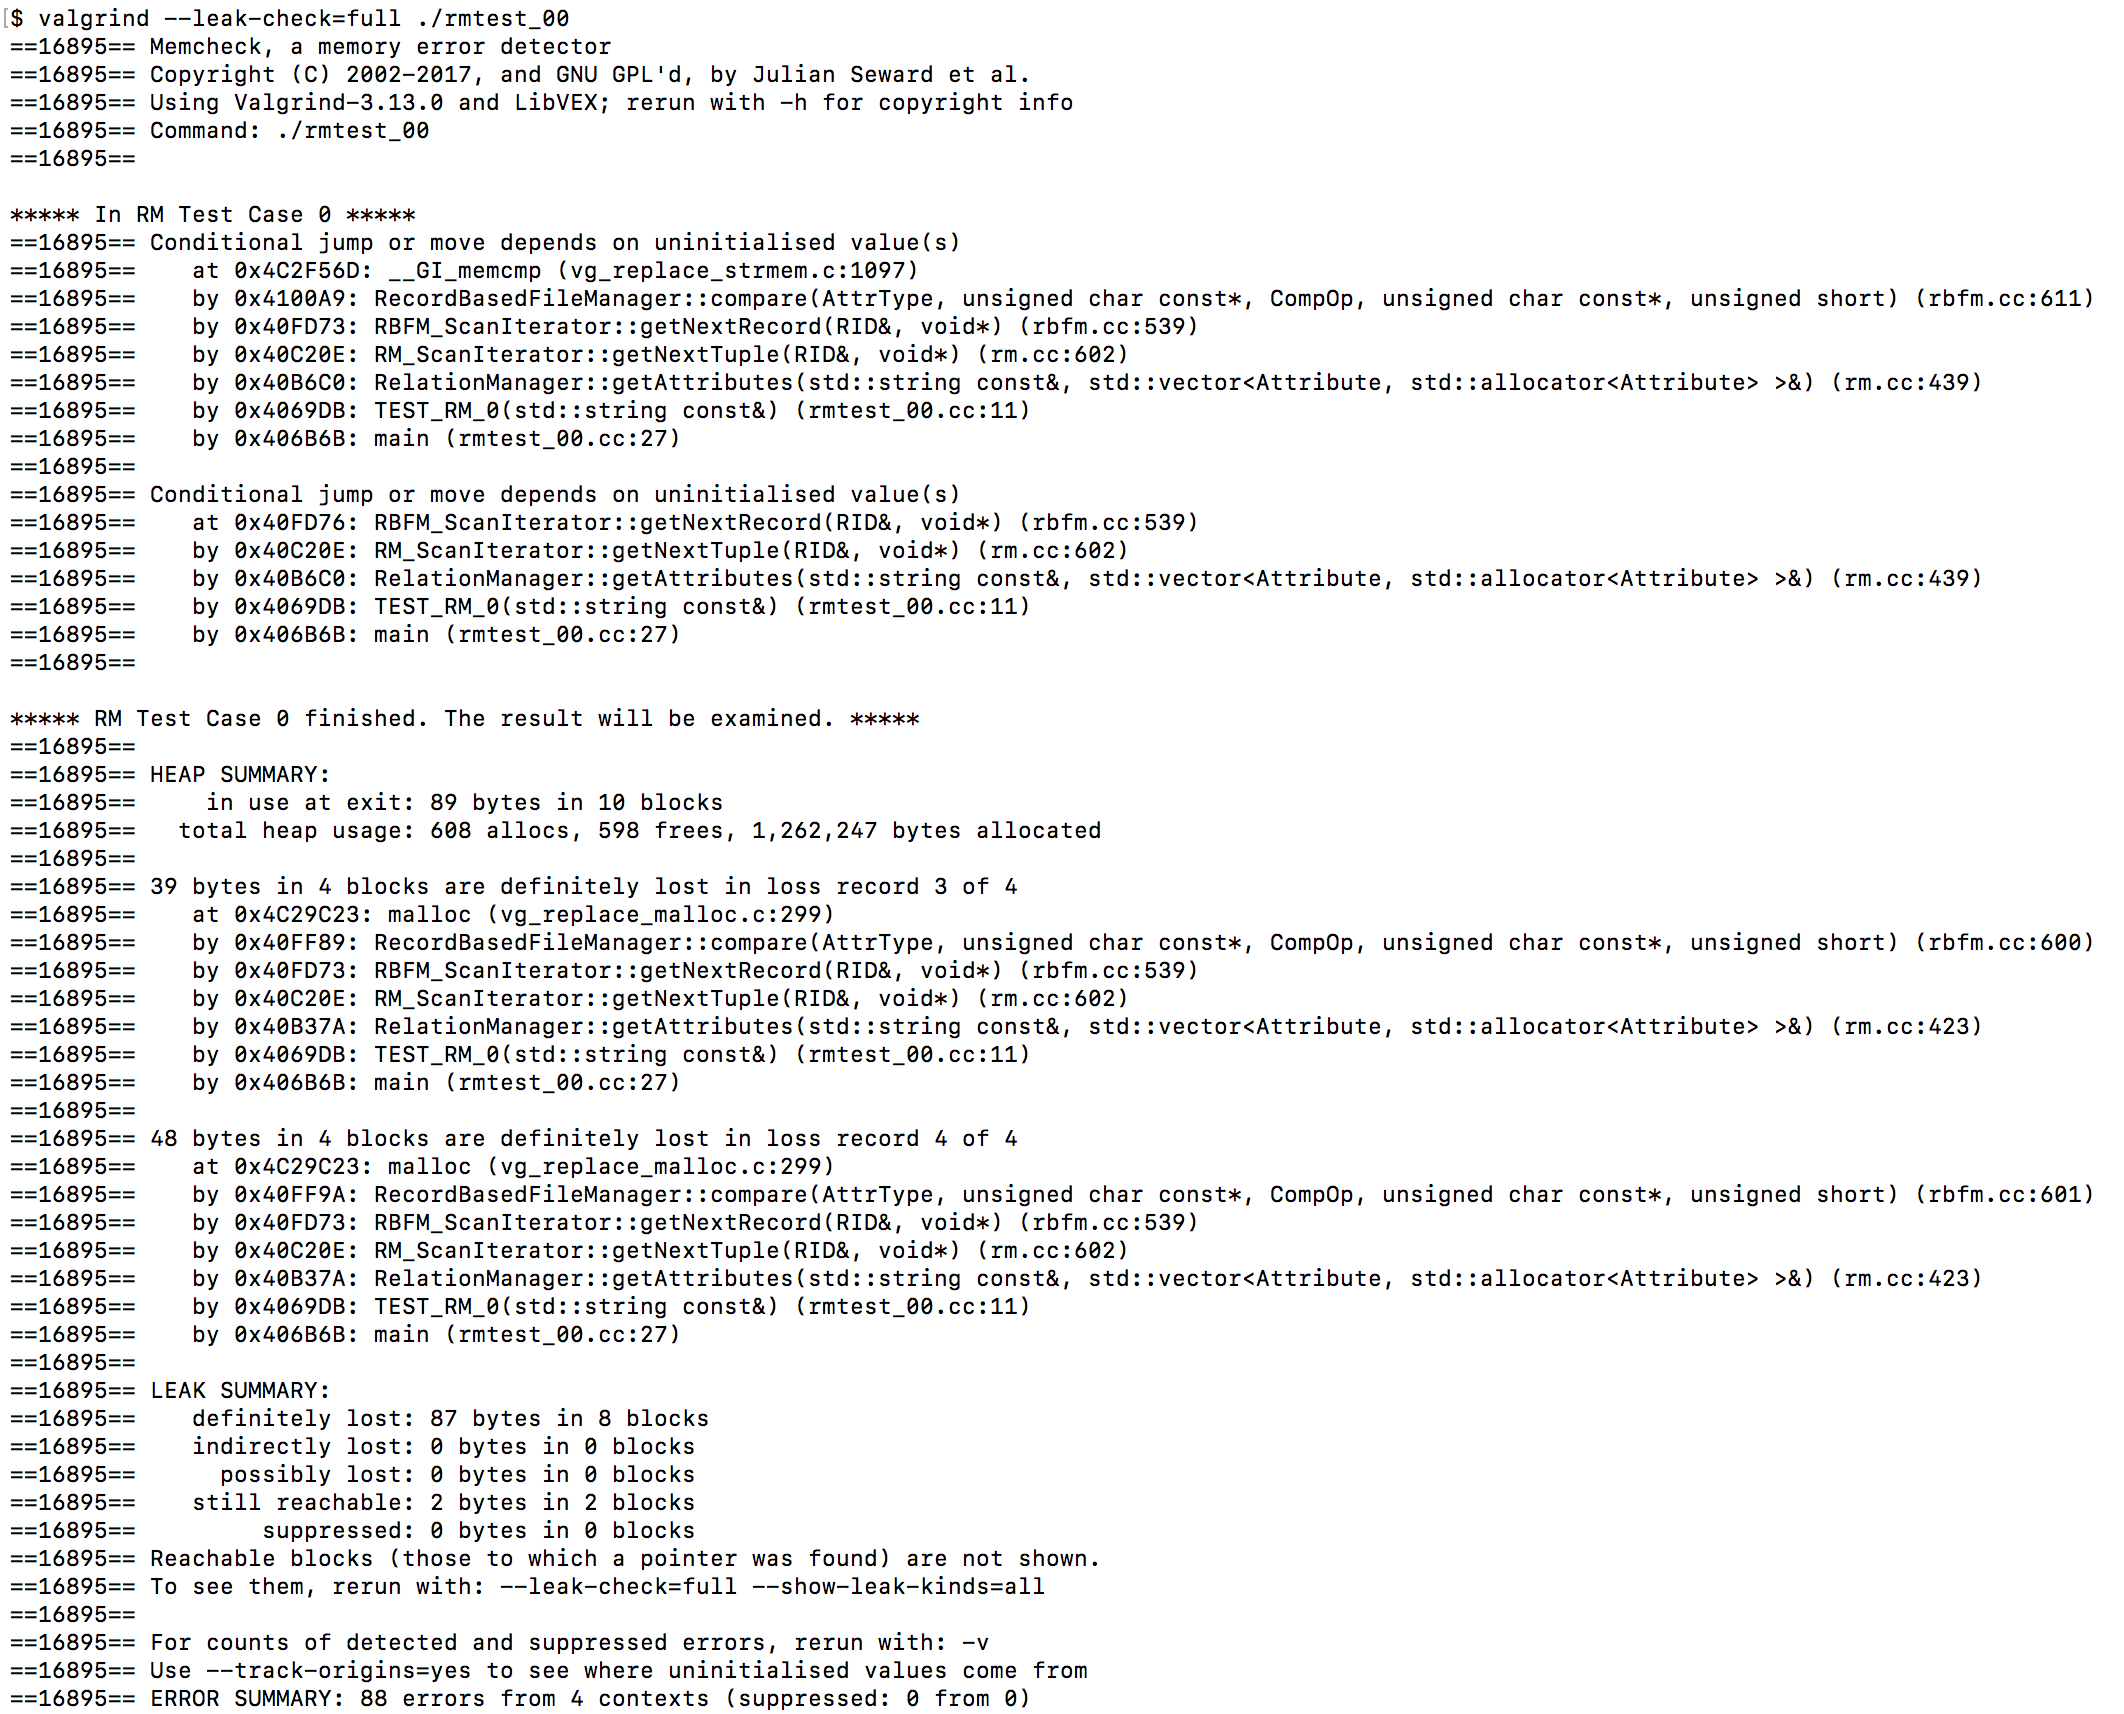 [$ valgrind --leak-check=full ./rmtest_00
==16895== Memcheck, a memory error detector
==16895== Copyright (C) 2002-2017, and GNU GPL'd, by Julian Seward et al.
==16895== Using Valgrind-3.13.0 and LibVEX; rerun with -h for copyright info
==16895== Command: ./rmtest_00
==16895==
***** In RM Test Case 0 *****
==16895== Conditional jump or move depends on uninitialised value(s)
==16895==    at 0x4C2F56D: __GI_memcmp (vg_replace_strmem.c:1097)
==16895==    by 0x4100A9: RecordBasedFileManager::compare(AttrType, unsigned char const*, CompOp, unsigned char const*, unsigned short) (rbfm.cc:611)
==16895==    by 0x40FD73: RBFM_ScanIterator::getNextRecord(RID&, void*) (rbfm.cc:539)
==16895==    by 0x40C20E: RM_ScanIterator::getNextTuple(RID&, void*) (rm.cc:602)
==16895==    by 0x40B6C0: RelationManager::getAttributes(std::string const&, std::vector<Attribute, std::allocator<Attribute> >&) (rm.cc:439)
==16895==    by 0x4069DB: TEST_RM_0(std::string const&) (rmtest_00.cc:11)
==16895==    by 0x406B6B: main (rmtest_00.cc:27)
==16895==
==16895== Conditional jump or move depends on uninitialised value(s)
==16895==    at 0x40FD76: RBFM_ScanIterator::getNextRecord(RID&, void*) (rbfm.cc:539)
==16895==    by 0x40C20E: RM_ScanIterator::getNextTuple(RID&, void*) (rm.cc:602)
==16895==    by 0x40B6C0: RelationManager::getAttributes(std::string const&, std::vector<Attribute, std::allocator<Attribute> >&) (rm.cc:439)
==16895==    by 0x4069DB: TEST_RM_0(std::string const&) (rmtest_00.cc:11)
==16895==    by 0x406B6B: main (rmtest_00.cc:27)
==16895==
***** RM Test Case 0 finished. The result will be examined. *****
==16895==
==16895== HEAP SUMMARY:
==16895==     in use at exit: 89 bytes in 10 blocks
==16895==   total heap usage: 608 allocs, 598 frees, 1,262,247 bytes allocated
==16895==
==16895== 39 bytes in 4 blocks are definitely lost in loss record 3 of 4
==16895==    at 0x4C29C23: malloc (vg_replace_malloc.c:299)
==16895==    by 0x40FF89: RecordBasedFileManager::compare(AttrType, unsigned char const*, CompOp, unsigned char const*, unsigned short) (rbfm.cc:600)
==16895==    by 0x40FD73: RBFM_ScanIterator::getNextRecord(RID&, void*) (rbfm.cc:539)
==16895==    by 0x40C20E: RM_ScanIterator::getNextTuple(RID&, void*) (rm.cc:602)
==16895==    by 0x40B37A: RelationManager::getAttributes(std::string const&, std::vector<Attribute, std::allocator<Attribute> >&) (rm.cc:423)
==16895==    by 0x4069DB: TEST_RM_0(std::string const&) (rmtest_00.cc:11)
==16895==    by 0x406B6B: main (rmtest_00.cc:27)
==16895==
==16895== 48 bytes in 4 blocks are definitely lost in loss record 4 of 4
==16895==    at 0x4C29C23: malloc (vg_replace_malloc.c:299)
==16895==    by 0x40FF9A: RecordBasedFileManager::compare(AttrType, unsigned char const*, CompOp, unsigned char const*, unsigned short) (rbfm.cc:601)
==16895==    by 0x40FD73: RBFM_ScanIterator::getNextRecord(RID&, void*) (rbfm.cc:539)
==16895==    by 0x40C20E: RM_ScanIterator::getNextTuple(RID&, void*) (rm.cc:602)
==16895==    by 0x40B37A: RelationManager::getAttributes(std::string const&, std::vector<Attribute, std::allocator<Attribute> >&) (rm.cc:423)
==16895==    by 0x4069DB: TEST_RM_0(std::string const&) (rmtest_00.cc:11)
==16895==    by 0x406B6B: main (rmtest_00.cc:27)
==16895==
==16895== LEAK SUMMARY:
==16895==    definitely lost: 87 bytes in 8 blocks
==16895==    indirectly lost: 0 bytes in 0 blocks
==16895==      possibly lost: 0 bytes in 0 blocks
==16895==    still reachable: 2 bytes in 2 blocks
==16895==         suppressed: 0 bytes in 0 blocks
==16895== Reachable blocks (those to which a pointer was found) are not shown.
==16895== To see them, rerun with: --leak-check=full --show-leak-kinds=all
==16895==
==16895== For counts of detected and suppressed errors, rerun with: -v
==16895== Use --track-origins=yes to see where uninitialised values come from
==16895== ERROR SUMMARY: 88 errors from 4 contexts (suppressed: 0 from 0)